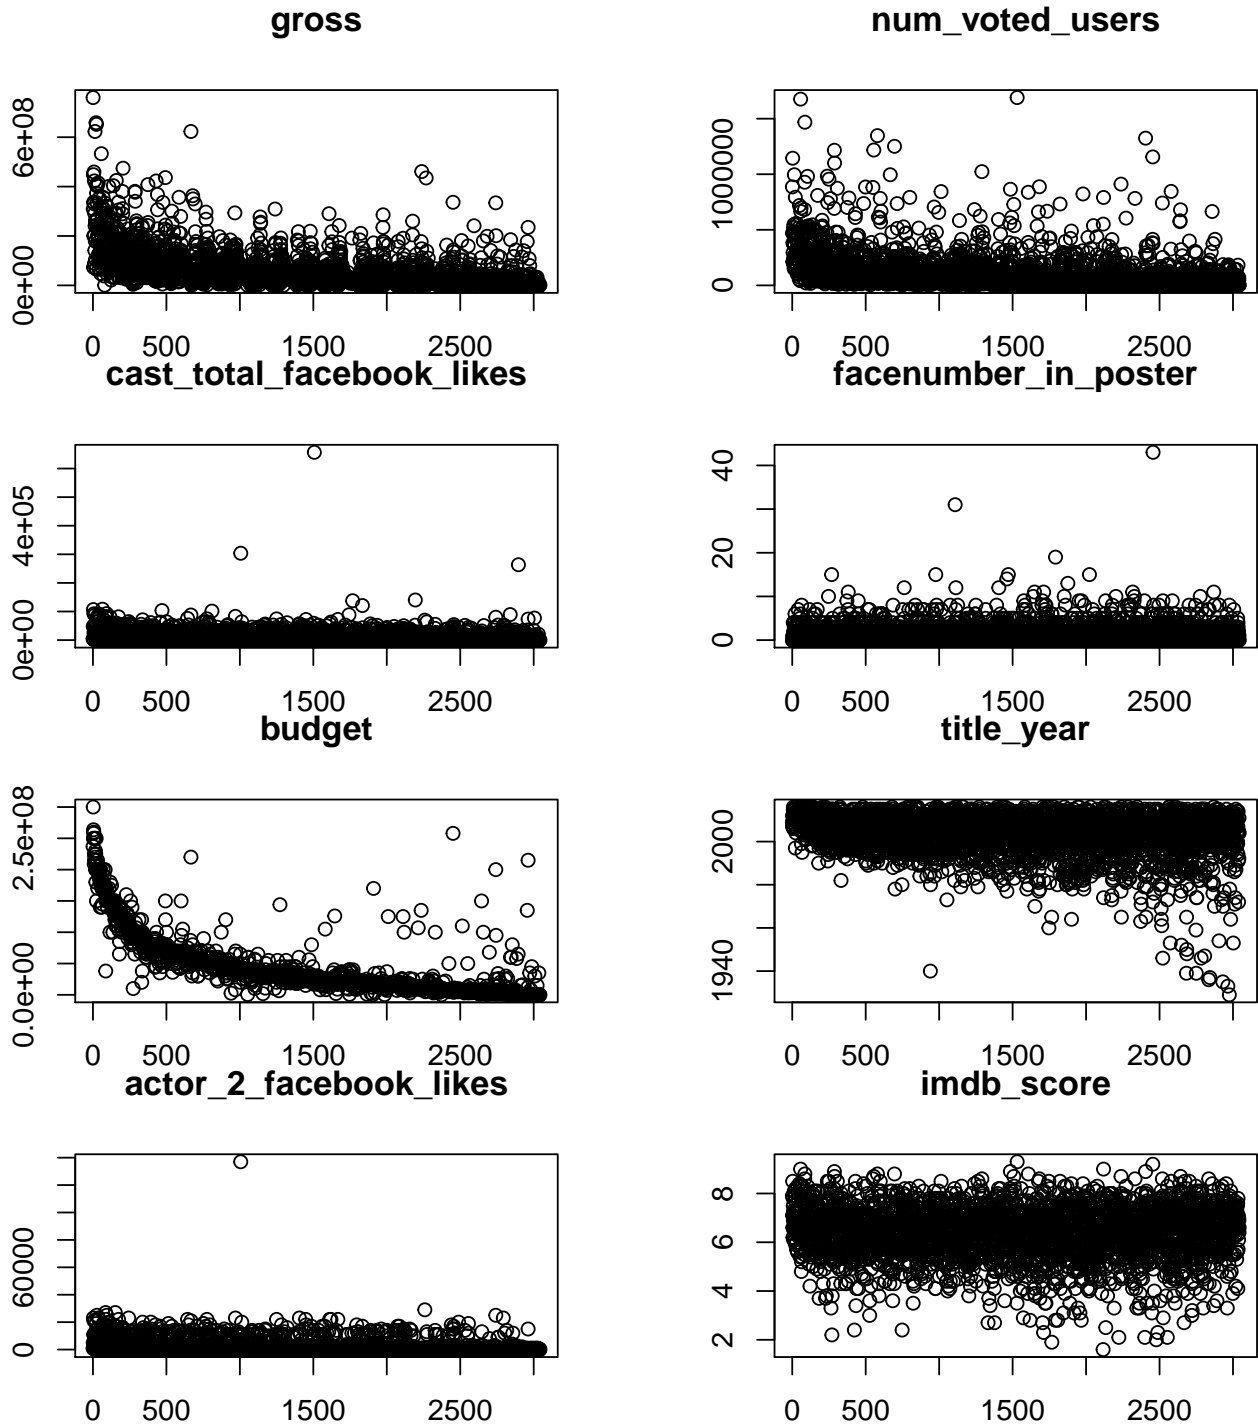 gross
0e+00 6e+08
0 500 1500 2500
num_voted_users
0 1000000
0 500 1500 2500
cast_total_facebook_likes
0e+00 4e+05
0 500 1500 2500
facenumber_in_poster
0 20 40
0 500 1500 2500
budget
0.0e+00 2.5e+08
0 500 1500 2500
title_year
1940 2000
0 500 1500 2500
actor_2_facebook_likes
0 60000
0 500 1500 2500
imdb_score
2 4 6 8
0 500 1500 2500